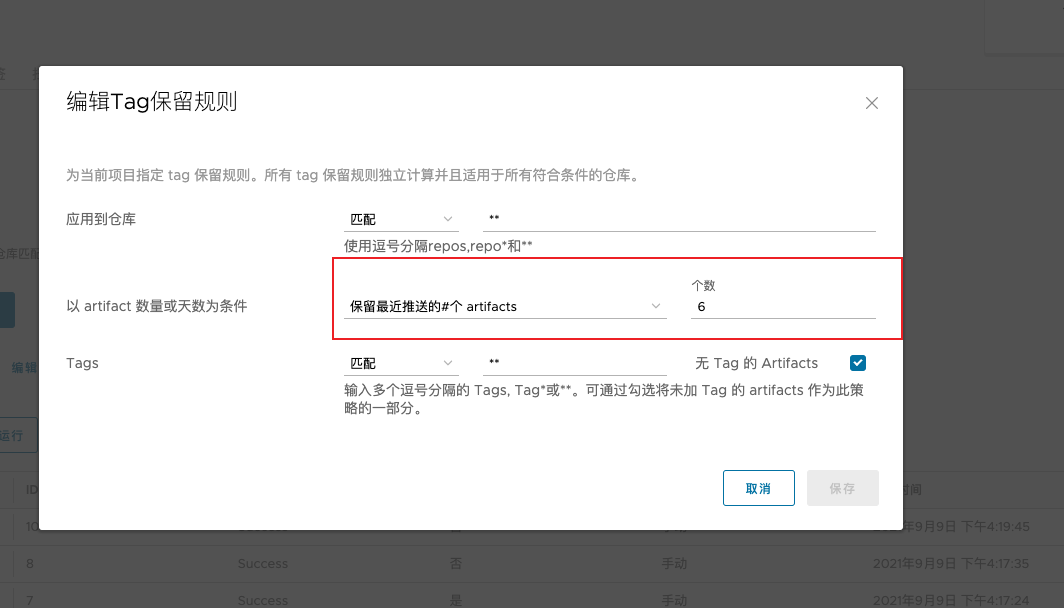 编辑Tag保留规则
为当前项目指定 tag 保留规则。所有 tag 保留规则独立计算并且适用于所有符合条件的仓库。
应用到仓库 匹配 **
使用逗号分隔repos,repo*和**
仓库匹配
个数
以 artifact 数量或天数为条件 保留最近推送的#个 artifacts 6
Tags 匹配 ** 无 Tag 的 Artifacts
编辑
输入多个逗号分隔的 Tags, Tag*或**。可通过勾选将未加 Tag 的 artifacts 作为此策
略的一部分。
运行
取消 保存
ID 时间
10 Success 否 手动 2021年9月9日 下午4:19:45
8 Success 否 手动 2021年9月9日 下午4:17:35
7 Success 是 手动 2021年9月9日 下午4:17:24